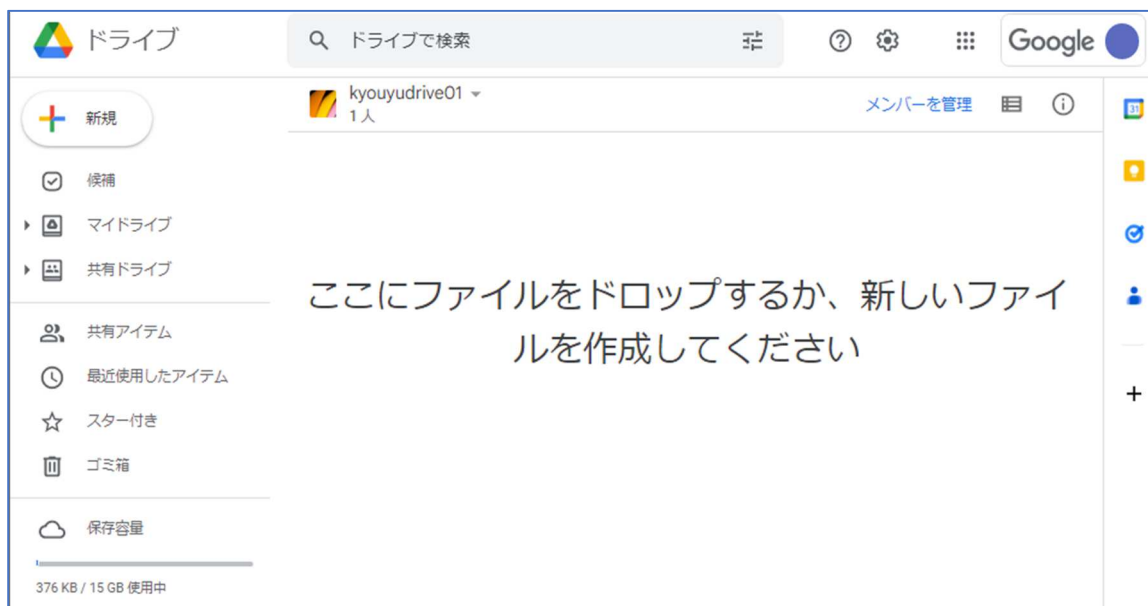 ドライブ
ドライブで検索
Google
新規
候補
マイドライブ
共有ドライブ
共有アイテム
最近使用したアイテム
スター付き
ゴミ箱
保存容量
376 KB / 15 GB 使用中
kyouyudrive01
1人
メンバーを管理
ここにファイルをドロップするか、新しいファイ
ルを作成してください
31